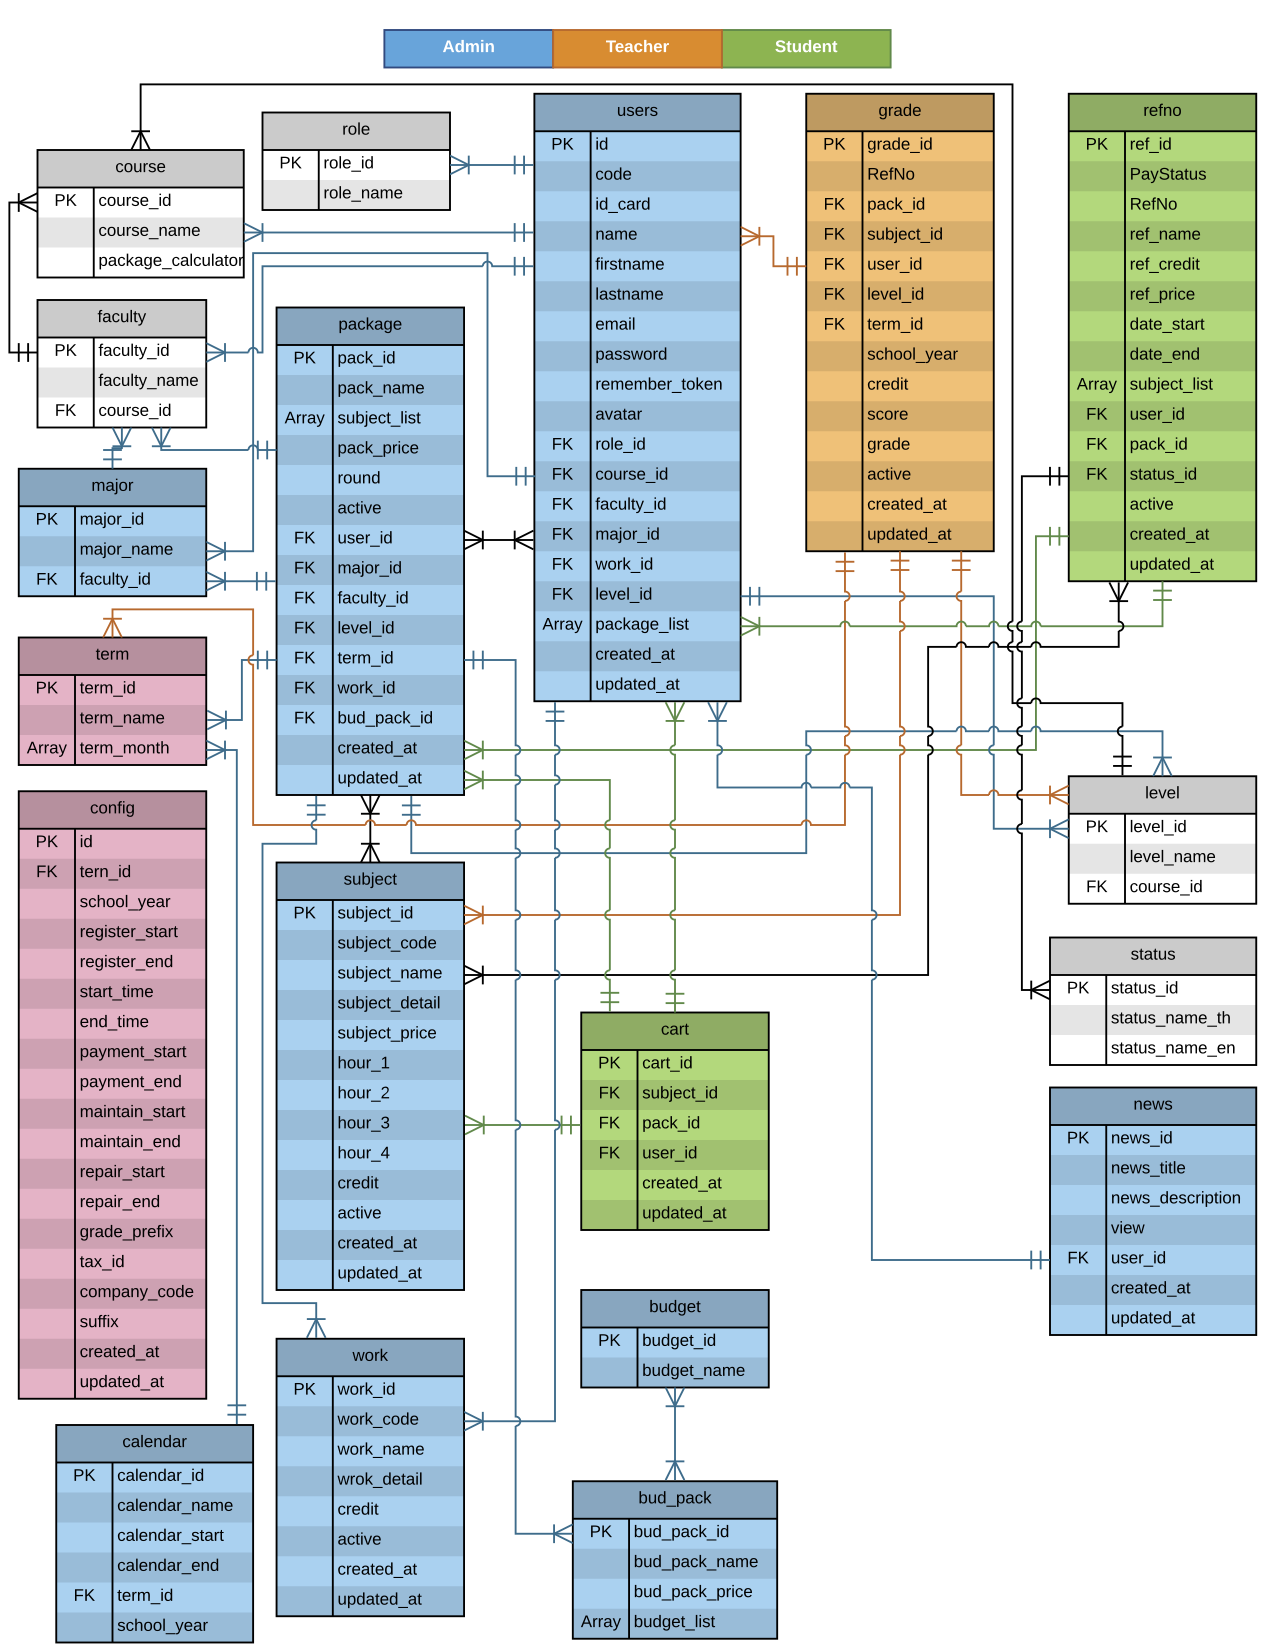 Admin
Teacher
Student
course
PK course_id
course_name
package_calculator
role
PK role_id
role_name
users
PK id
code
id_card
name
firstname
lastname
email
password
remember_token
avatar
FK role_id
FK course_id
FK faculty_id
FK major_id
FK work_id
FK level_id
Array package_list
created_at
updated_at
grade
PK grade_id
RefNo
FK pack_id
FK subject_id
FK user_id
FK level_id
FK term_id
school_year
credit
score
grade
active
created_at
updated_at
refno
PK ref_id
PayStatus
RefNo
ref_name
ref_credit
ref_price
date_start
date_end
Array subject_list
FK user_id
FK pack_id
FK status_id
active
created_at
updated_at
faculty
PK faculty_id
faculty_name
FK course_id
package
PK pack_id
pack_name
Array subject_list
pack_price
round
active
FK user_id
FK major_id
FK faculty_id
FK level_id
FK term_id
FK work_id
FK bud_pack_id
created_at
updated_at
major
PK major_id
major_name
FK faculty_id
term
PK term_id
term_name
Array term_month
config
PK id
FK tern_id
school_year
register_start
register_end
start_time
end_time
payment_start
payment_end
maintain_start
maintain_end
repair_start
repair_end
grade_prefix
tax_id
company_code
suffix
created_at
updated_at
subject
PK subject_id
subject_code
subject_name
subject_detail
subject_price
hour_1
hour_2
hour_3
hour_4
credit
active
created_at
updated_at
level
PK level_id
level_name
FK course_id
status
PK status_id
status_name_th
status_name_en
cart
PK cart_id
FK subject_id
FK pack_id
FK user_id
created_at
updated_at
news
PK news_id
news_title
news_description
view
FK user_id
created_at
updated_at
budget
PK budget_id
budget_name
work
PK work_id
work_code
work_name
wrok_detail
credit
active
created_at
updated_at
calendar
PK calendar_id
calendar_name
calendar_start
calendar_end
FK term_id
school_year
bud_pack
PK bud_pack_id
bud_pack_name
bud_pack_price
Array budget_list